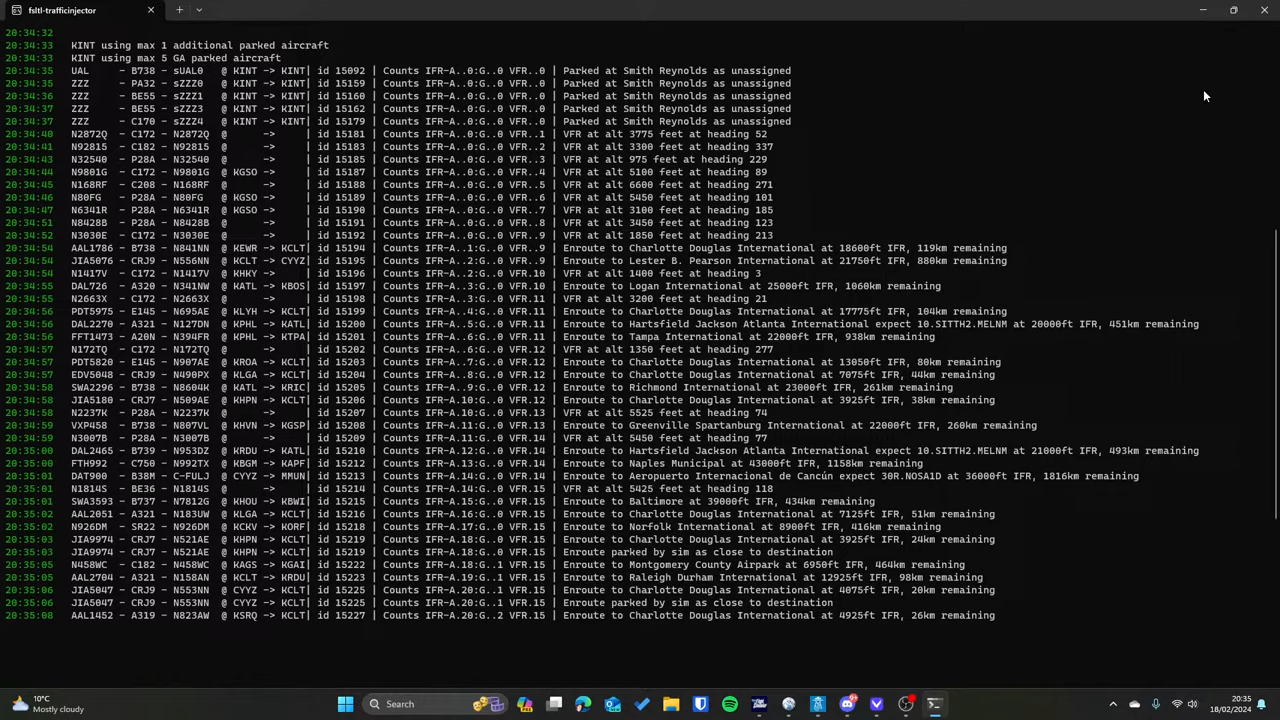 fsltl-trafficinjector
20:34:32
20:34:33 KINT using max 1 additional parked aircraft
20:34:33 KINT using max 5 GA parked aircraft
20:34:35 UAL - B738 - sUAL0 @ KINT -> KINT| id 15092 | Counts IFR-A..0:G..0 VFR..0 | Parked at Smith Reynolds as unassigned
20:34:35 ZZZ - PA32 - sZZZ0 @ KINT -> KINT| id 15159 | Counts IFR-A..0:G..0 VFR..0 | Parked at Smith Reynolds as unassigned
20:34:36 ZZZ - BE55 - sZZZ1 @ KINT -> KINT| id 15160 | Counts IFR-A..0:G..0 VFR..0 | Parked at Smith Reynolds as unassigned
20:34:37 ZZZ - BE55 - sZZZ3 @ KINT -> KINT| id 15162 | Counts IFR-A..0:G..0 VFR..0 | Parked at Smith Reynolds as unassigned
20:34:37 ZZZ - C170 - sZZZ4 @ KINT -> KINT| id 15179 | Counts IFR-A..0:G..0 VFR..0 | Parked at Smith Reynolds as unassigned
20:34:40 N2872Q - C172 - N2872Q @ -> | id 15181 | Counts IFR-A..0:G..0 VFR..1 | VFR at alt 3775 feet at heading 52
20:34:41 N92815 - C182 - N92815 @ -> | id 15183 | Counts IFR-A..0:G..0 VFR..2 | VFR at alt 3300 feet at heading 337
20:34:43 N32540 - P28A - N32540 @ -> | id 15185 | Counts IFR-A..0:G..0 VFR..3 | VFR at alt 975 feet at heading 229
20:34:44 N9801G - C172 - N9801G @ KGSO -> | id 15187 | Counts IFR-A..0:G..0 VFR..4 | VFR at alt 5100 feet at heading 89
20:34:45 N168RF - C208 - N168RF @ -> | id 15188 | Counts IFR-A..0:G..0 VFR..5 | VFR at alt 6600 feet at heading 271
20:34:46 N80FG - P28A - N80FG @ KGSO -> | id 15189 | Counts IFR-A..0:G..0 VFR..6 | VFR at alt 5450 feet at heading 101
20:34:47 N6341R - P28A - N6341R @ KGSO -> | id 15190 | Counts IFR-A..0:G..0 VFR..7 | VFR at alt 3100 feet at heading 185
20:34:51 N8428B - P28A - N8428B @ -> | id 15191 | Counts IFR-A..0:G..0 VFR..8 | VFR at alt 3450 feet at heading 123
20:34:52 N3030E - C172 - N3030E @ -> | id 15192 | Counts IFR-A..0:G..0 VFR..9 | VFR at alt 1850 feet at heading 213
20:34:54 AAL1786 - B738 - N841NN @ KEWR -> KCLT| id 15194 | Counts IFR-A..1:G..0 VFR..9 | Enroute to Charlotte Douglas International at 18600ft IFR, 119km remaining
20:34:54 JIA5076 - CRJ9 - N556NN @ KCLT -> CYYZ| id 15195 | Counts IFR-A..2:G..0 VFR..9 | Enroute to Lester B. Pearson International at 21750ft IFR, 880km remaining
20:34:54 N1417V - C172 - N1417V @ KHKY -> | id 15196 | Counts IFR-A..2:G..0 VFR.10 | VFR at alt 1400 feet at heading 3
20:34:55 DAL726 - A320 - N341NW @ KATL -> KBOS| id 15197 | Counts IFR-A..3:G..0 VFR.10 | Enroute to Logan International at 25000ft IFR, 1060km remaining
20:34:55 N2663X - C172 - N2663X @ -> | id 15198 | Counts IFR-A..3:G..0 VFR.11 | VFR at alt 3200 feet at heading 21
20:34:56 PDT5975 - E145 - N695AE @ KLYH -> KCLT| id 15199 | Counts IFR-A..4:G..0 VFR.11 | Enroute to Charlotte Douglas International at 17775ft IFR, 104km remaining
20:34:56 DAL2270 - A321 - N127DN @ KPHL -> KATL| id 15200 | Counts IFR-A..5:G..0 VFR.11 | Enroute to Hartsfield Jackson Atlanta International expect 10.SITTH2.MELNM at 20000ft IFR, 451km remaining
20:34:56 FFT1473 - A20N - N394FR @ KPHL -> KTPA| id 15201 | Counts IFR-A..6:G..0 VFR.11 | Enroute to Tampa International at 22000ft IFR, 938km remaining
20:34:57 N172TQ - C172 - N172TQ @ -> | id 15202 | Counts IFR-A..6:G..0 VFR.12 | VFR at alt 1350 feet at heading 277
20:34:57 PDT5820 - E145 - N907AE @ KROA -> KCLT| id 15203 | Counts IFR-A..7:G..0 VFR.12 | Enroute to Charlotte Douglas International at 13050ft IFR, 80km remaining
20:34:57 EDV5048 - CRJ9 - N490PX @ KLGA -> KCLT| id 15204 | Counts IFR-A..8:G..0 VFR.12 | Enroute to Charlotte Douglas International at 7075ft IFR, 44km remaining
20:34:58 SWA2296 - B738 - N8604K @ KATL -> KRIC| id 15205 | Counts IFR-A..9:G..0 VFR.12 | Enroute to Richmond International at 23000ft IFR, 261km remaining
20:34:58 JIA5180 - CRJ7 - N509AE @ KHPN -> KCLT| id 15206 | Counts IFR-A.10:G..0 VFR.12 | Enroute to Charlotte Douglas International at 3925ft IFR, 38km remaining
20:34:58 N2237K - P28A - N2237K @ -> | id 15207 | Counts IFR-A.10:G..0 VFR.13 | VFR at alt 5525 feet at heading 74
20:34:59 VXP458 - B738 - N807VL @ KHVN -> KGSP| id 15208 | Counts IFR-A.11:G..0 VFR.13 | Enroute to Greenville Spartanburg International at 22000ft IFR, 260km remaining
20:34:59 N3007B - P28A - N3007B @ -> | id 15209 | Counts IFR-A.11:G..0 VFR.14 | VFR at alt 5450 feet at heading 77
20:35:00 DAL2465 - B739 - N953DZ @ KRDU -> KATL| id 15210 | Counts IFR-A.12:G..0 VFR.14 | Enroute to Hartsfield Jackson Atlanta International expect 10.SITTH2.MELNM at 21000ft IFR, 493km remaining
20:35:00 FTH992 - C750 - N992TX @ KBGM -> KAPF| id 15212 | Counts IFR-A.13:G..0 VFR.14 | Enroute to Naples Municipal at 43000ft IFR, 1158km remaining
20:35:01 DAT900 - B38M - C-FULJ @ CYYZ -> MMUN| id 15213 | Counts IFR-A.14:G..0 VFR.14 | Enroute to Aeropuerto Internacional de Cancún expect 30R.NOSA1D at 36000ft IFR, 1816km remaining
20:35:01 N1814S - BE36 - N1814S @ -> | id 15214 | Counts IFR-A.14:G..0 VFR.15 | VFR at alt 5425 feet at heading 118
20:35:01 SWA3593 - B737 - N7812G @ KHOU -> KBWI| id 15215 | Counts IFR-A.15:G..0 VFR.15 | Enroute to Baltimore at 39000ft IFR, 434km remaining
20:35:02 AAL2051 - A321 - N183UW @ KLGA -> KCLT| id 15216 | Counts IFR-A.16:G..0 VFR.15 | Enroute to Charlotte Douglas International at 7125ft IFR, 51km remaining
20:35:02 N926DM - SR22 - N926DM @ KCKV -> KORF| id 15218 | Counts IFR-A.17:G..0 VFR.15 | Enroute to Norfolk International at 8900ft IFR, 416km remaining
20:35:03 JIA9974 - CRJ7 - N521AE @ KHPN -> KCLT| id 15219 | Counts IFR-A.18:G..0 VFR.15 | Enroute to Charlotte Douglas International at 3925ft IFR, 24km remaining
20:35:03 JIA9974 - CRJ7 - N521AE @ KHPN -> KCLT| id 15219 | Counts IFR-A.18:G..0 VFR.15 | Enroute parked by sim as close to destination
20:35:05 N458WC - C182 - N458WC @ KAGS -> KGAI| id 15222 | Counts IFR-A.18:G..1 VFR.15 | Enroute to Montgomery County Airpark at 6950ft IFR, 464km remaining
20:35:05 AAL2704 - A321 - N158AN @ KCLT -> KRDU| id 15223 | Counts IFR-A.19:G..1 VFR.15 | Enroute to Raleigh Durham International at 12925ft IFR, 98km remaining
20:35:06 JIA5047 - CRJ9 - N553NN @ CYYZ -> KCLT| id 15225 | Counts IFR-A.20:G..1 VFR.15 | Enroute to Charlotte Douglas International at 4075ft IFR, 20km remaining
20:35:06 JIA5047 - CRJ9 - N553NN @ CYYZ -> KCLT| id 15225 | Counts IFR-A.20:G..1 VFR.15 | Enroute parked by sim as close to destination
20:35:08 AAL1452 - A319 - N823AW @ KSRQ -> KCLT| id 15227 | Counts IFR-A.20:G..2 VFR.15 | Enroute to Charlotte Douglas International at 4925ft IFR, 26km remaining
10°C
Mostly cloudy
Search
20:35
18/02/2024